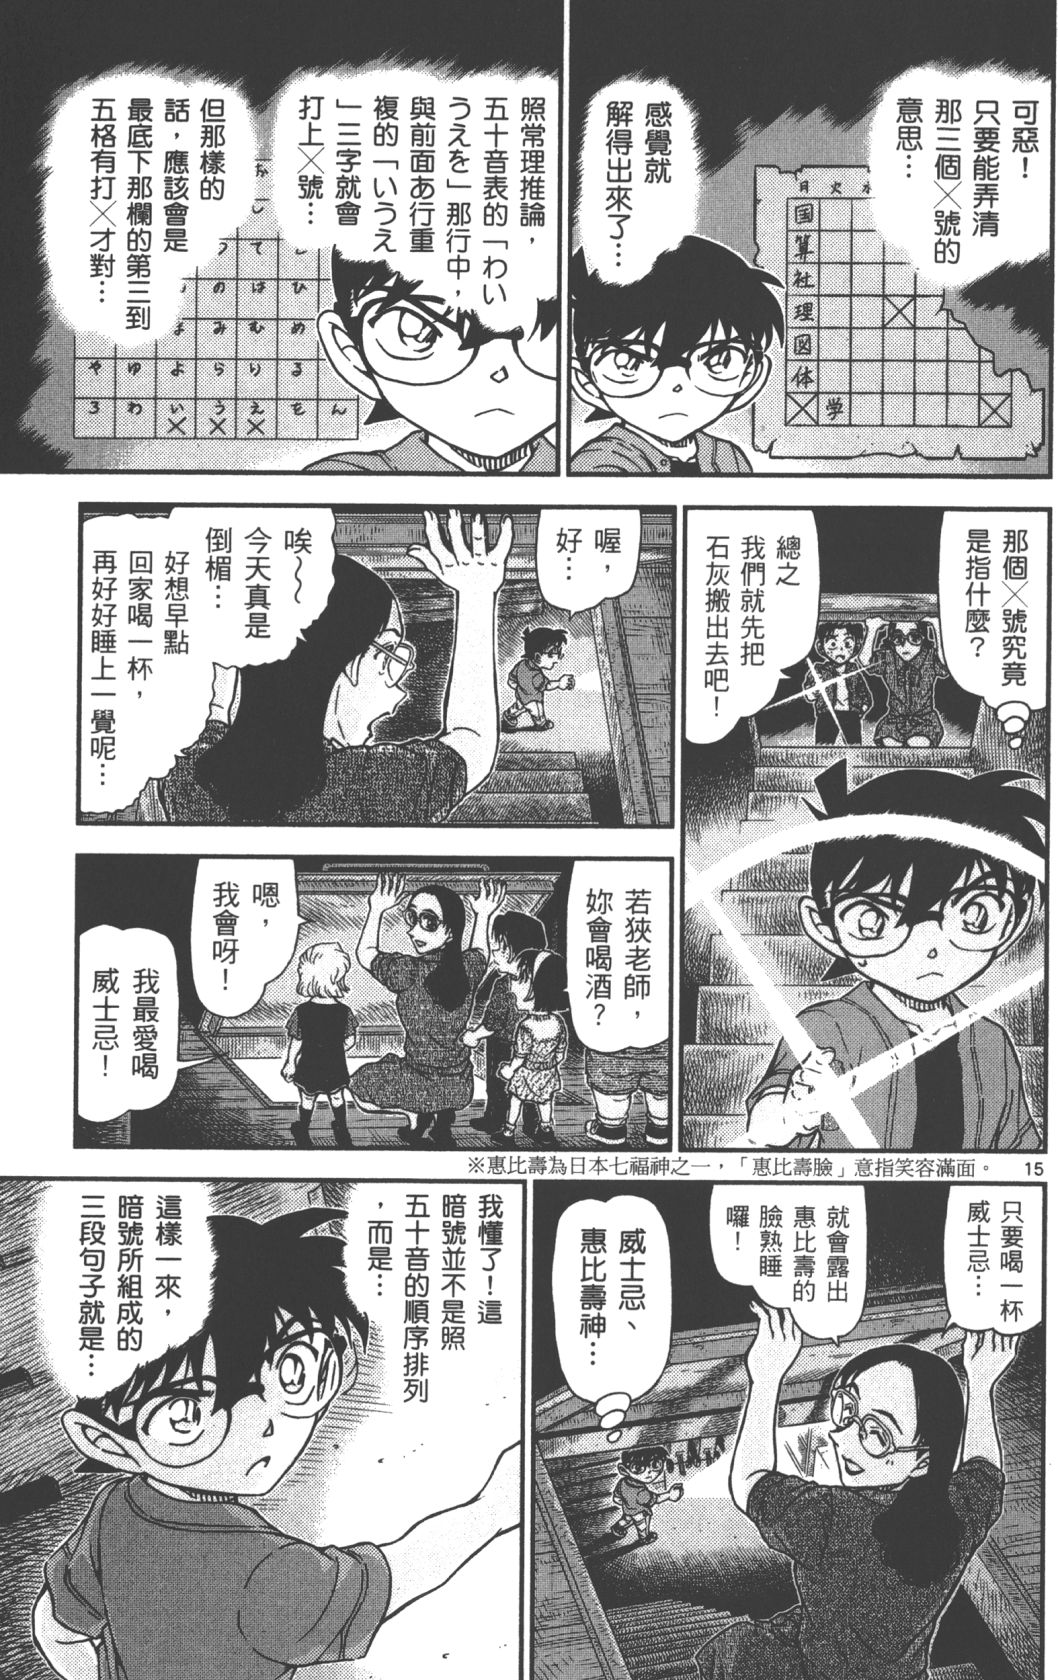 可惡！
只要能弄清
那三個╳號的
意思…
感覺就
解得出來了…
日 火
国
算
社
理
図
体
学
照常理推論，
五十音表的「わい
うえを」那行中，
與前面あ行重
複的「いうえ
」三字就會
打上╳號…
但那樣的
話，應該會是
最底下那欄的第三到
五格有打╳才對…
の は ひ
み む め
や ゆ よ ら り る
ろ わ い う え を ん
那個╳號究竟
是指什麼？
總之
我們就先把
石灰搬出去吧！
喔，
好…
唉～
今天真是
倒楣…
好想早點
回家喝一杯，
再好好睡上一覺呢…
若狹老師，
妳會喝酒？
嗯，
我會呀！
我最愛喝
威士忌！
※惠比壽為日本七福神之一，「惠比壽臉」意指笑容滿面。
15
只要喝一杯
威士忌…
就會露出
惠比壽的
臉熟睡
囉！
威士忌、
惠比壽神…
我懂了！這
暗號並不是照
五十音的順序排列
，而是…
這樣一來，
暗號所組成的
三段句子就是…